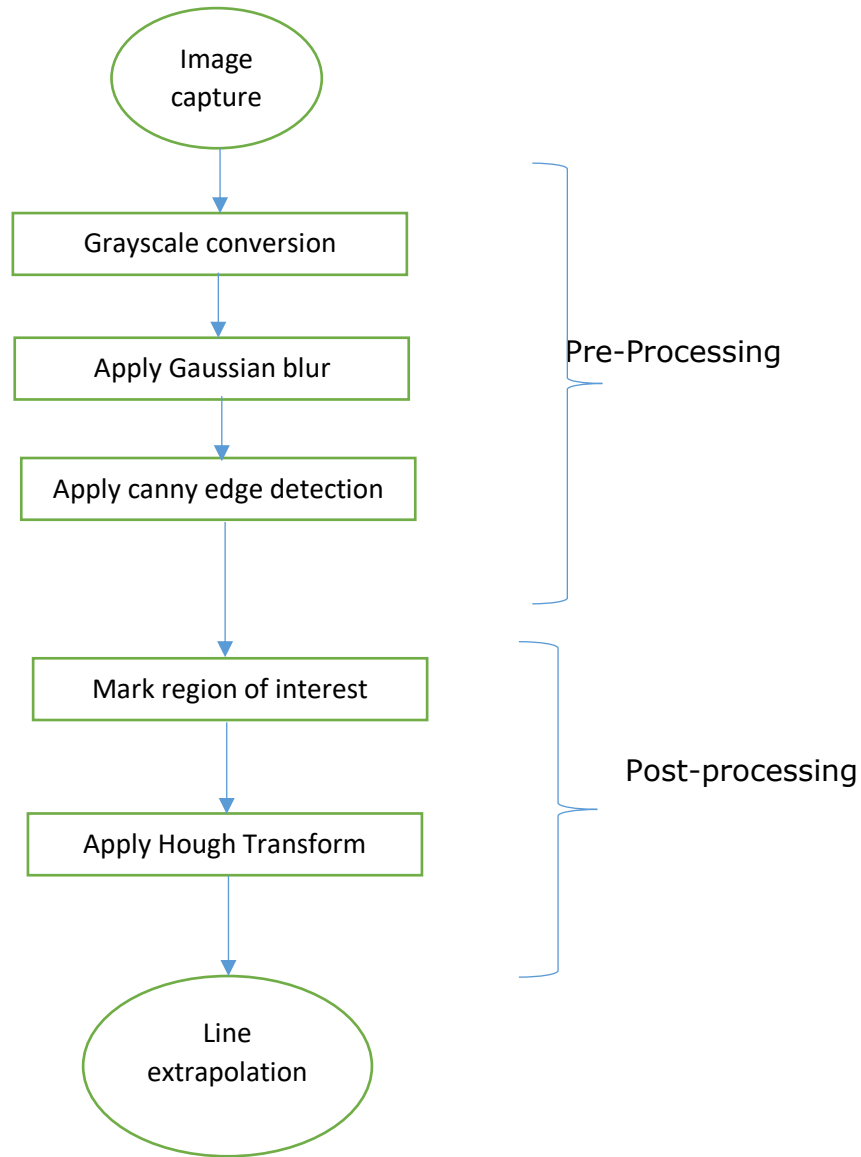 Image
capture
Grayscale conversion
Apply Gaussian blur
Pre-Processing
Apply canny edge detection
Mark region of interest
Post-processing
Apply Hough Transform
Line
extrapolation